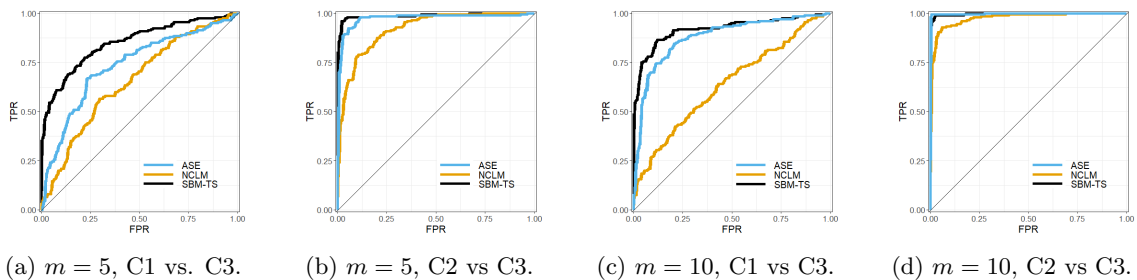 TPR
1.00
0.75
0.50
0.25
0.00
ASE
NCLM
SBM-TS
0.00 0.25 0.50 0.75 1.00
FPR
(a) m = 5, C1 vs. C3.
TPR
1.00
0.75
0.50
0.25
0.00
ASE
NCLM
SBM-TS
0.00 0.25 0.50 0.75 1.00
FPR
(b) m = 5, C2 vs C3.
TPR
1.00
0.75
0.50
0.25
0.00
ASE
NCLM
SBM-TS
0.00 0.25 0.50 0.75 1.00
FPR
(c) m = 10, C1 vs C3.
TPR
1.00
0.75
0.50
0.25
0.00
ASE
NCLM
SBM-TS
0.00 0.25 0.50 0.75 1.00
FPR
(d) m = 10, C2 vs C3.